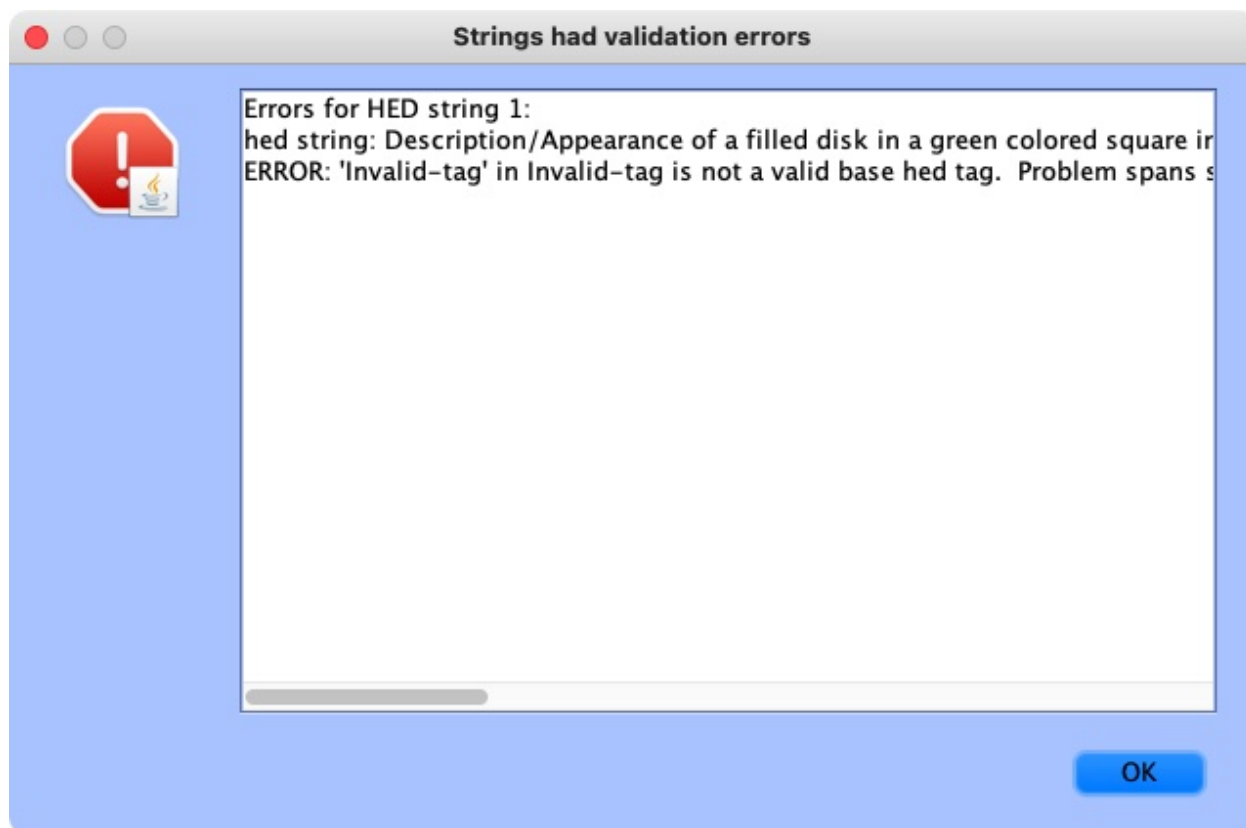 Strings had validation errors
Errors for HED string 1:
hed string: Description/Appearance of a filled disk in a green colored square
ERROR: 'Invalid-tag' in Invalid-tag is not a valid base hed tag. Problem spans
OK